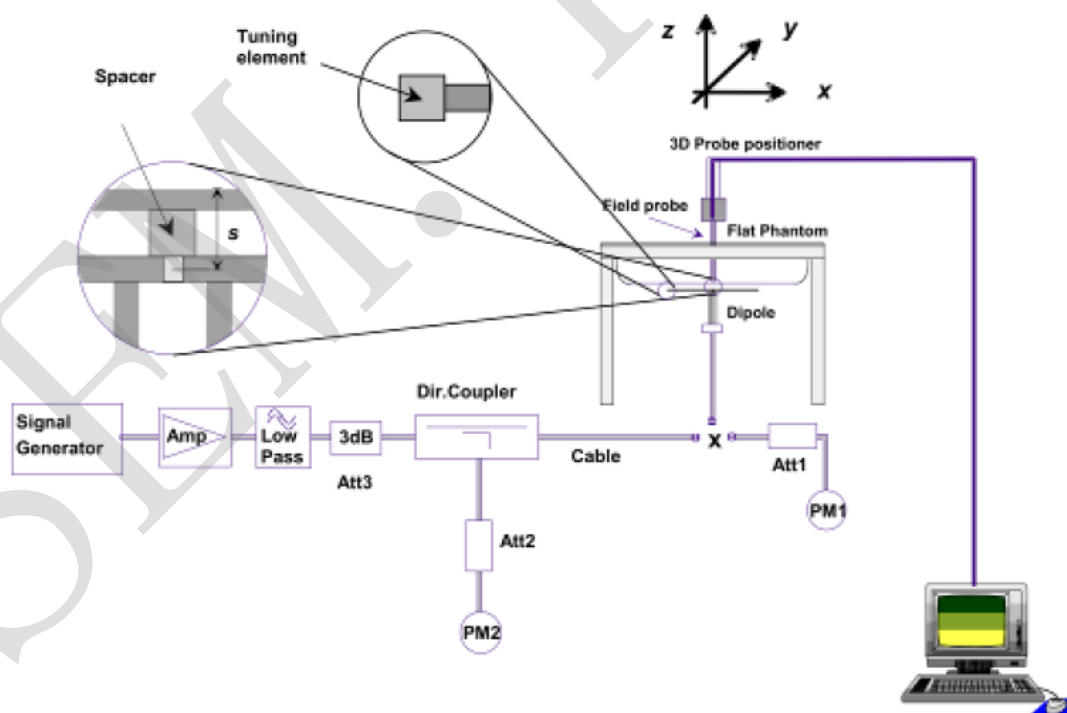 Tuning
element
Spacer
z
y
x
3D Probe positioner
Field probe
Flat Phantom
s
Dipole
Dir.Coupler
Signal
Generator
Amp
Low
Pass
3dB
Att3
Cable
X
Att1
PM1
Att2
PM2